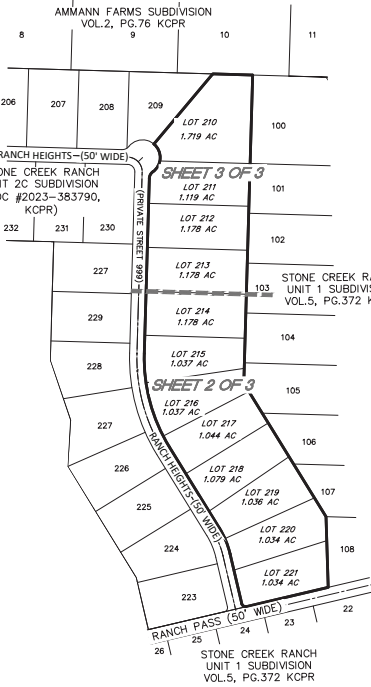 AMMANN FARMS SUBDIVISION
VOL.2, PG.76 KCPR
8
9
10
11
206
207
208
209
LOT 210
1.719 AC
100
RANCH HEIGHTS-(50' WIDE)
SHEET 3 OF 3
ONE CREEK RANCH
IT 2C SUBDIVISION
OC #2023-383790,
KCPR)
(PRIVATE STREET 999)
LOT 211
1.119 AC
101
232
231
230
LOT 212
1.178 AC
102
227
LOT 213
1.178 AC
103
STONE CREEK RA
UNIT 1 SUBDIVIS
VOL.5, PG.372 K
229
LOT 214
1.178 AC
104
228
LOT 215
1.037 AC
SHEET 2 OF 3
105
LOT 216
1.037 AC
227
LOT 217
1.044 AC
106
RANCH HEIGHTS-(50' WIDE)
226
LOT 218
1.079 AC
107
225
LOT 219
1.036 AC
224
LOT 220
1.034 AC
108
223
LOT 221
1.034 AC
RANCH PASS (50' WIDE)
26
25
24
23
22
STONE CREEK RANCH
UNIT 1 SUBDIVISION
VOL.5, PG.372 KCPR